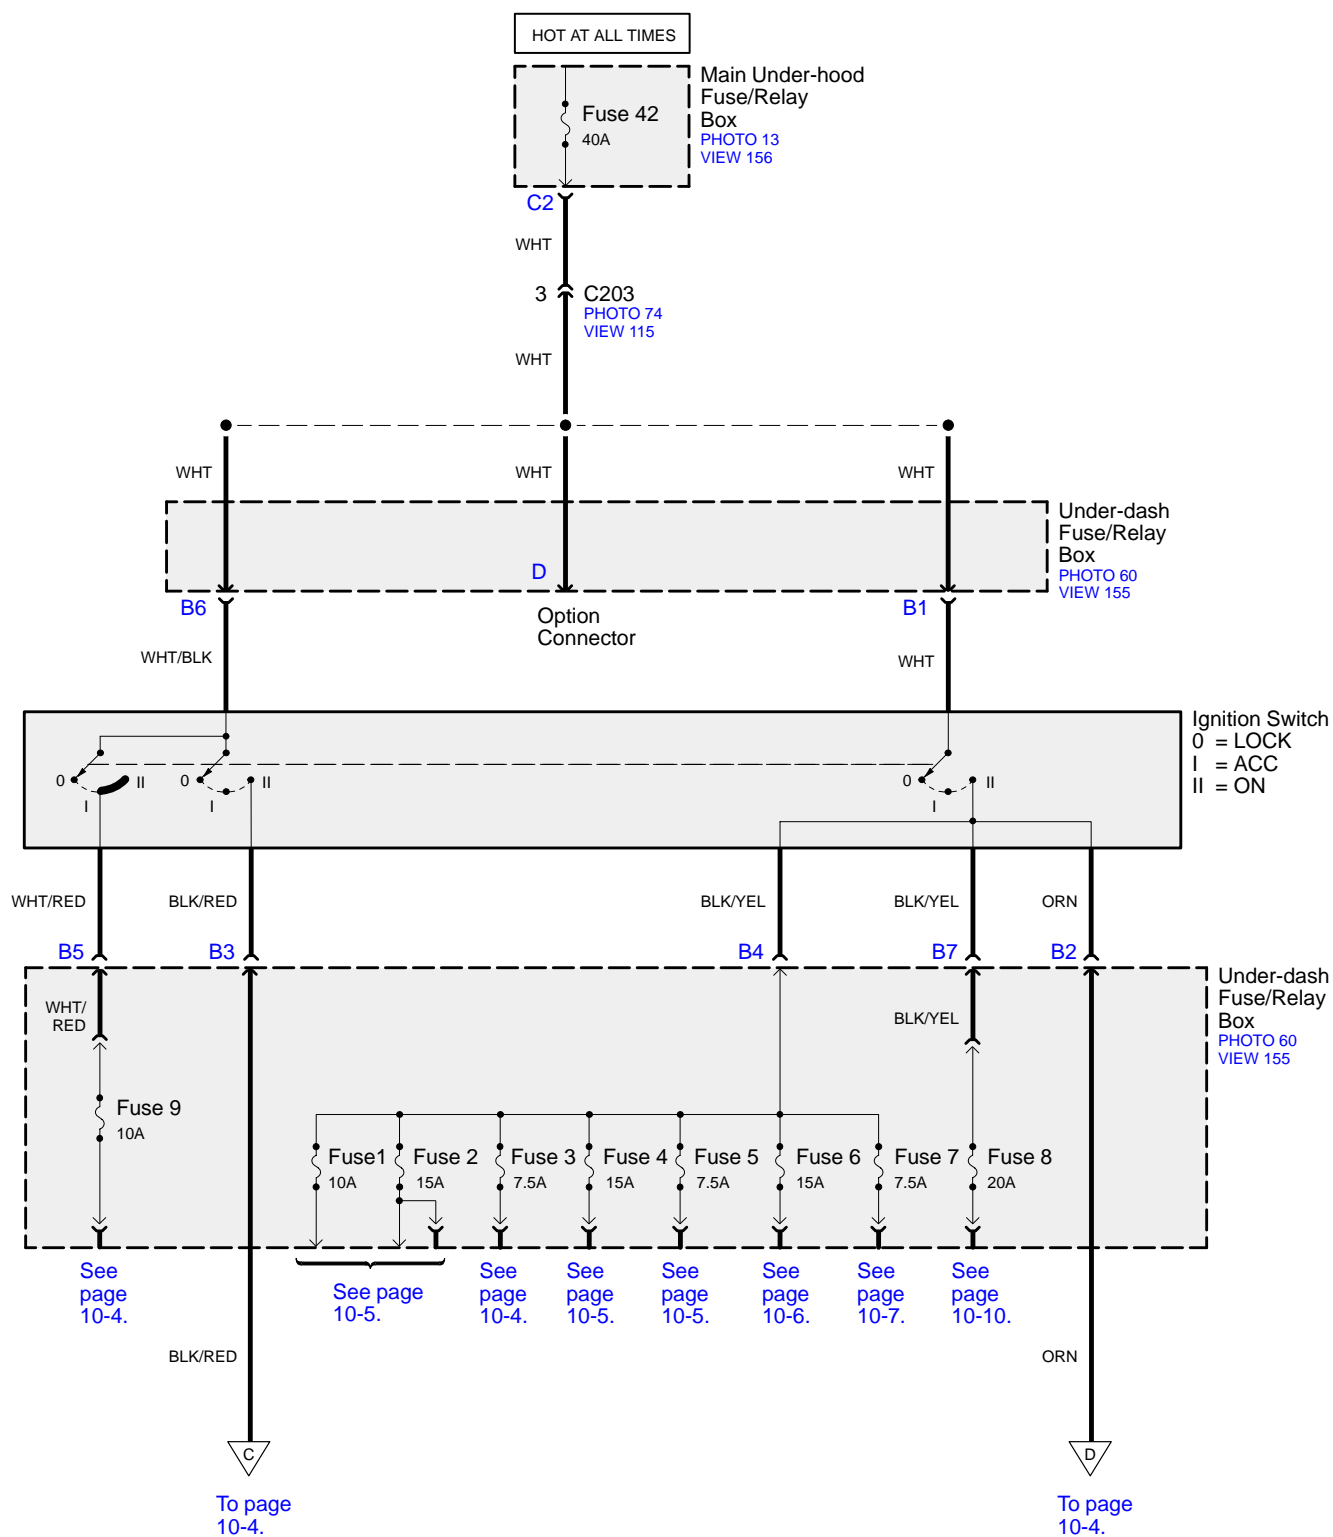 HOT AT ALL TIMES
Main Under-hood
Fuse/Relay
Box
PHOTO 13
VIEW 156
Fuse 42
40A
C2
WHT
3
C203
PHOTO 74
VIEW 115
WHT
WHT
WHT
WHT
Under-dash
Fuse/Relay
Box
PHOTO 60
VIEW 155
D
B6
B1
Option
Connector
WHT/BLK
WHT
Ignition Switch
0 = LOCK
I = ACC
II = ON
0
I
II
0
I
II
0
I
II
WHT/RED
BLK/RED
BLK/YEL
BLK/YEL
ORN
B5
B3
B4
B7
B2
Under-dash
Fuse/Relay
Box
PHOTO 60
VIEW 155
WHT/
RED
BLK/YEL
Fuse 9
10A
Fuse1
10A
Fuse 2
15A
Fuse 3
7.5A
Fuse 4
15A
Fuse 5
7.5A
Fuse 6
15A
Fuse 7
7.5A
Fuse 8
20A
See
page
10-4.
See page
10-5.
See
page
10-4.
See
page
10-5.
See
page
10-5.
See
page
10-6.
See
page
10-7.
See
page
10-10.
BLK/RED
ORN
C
D
To page
10-4.
To page
10-4.